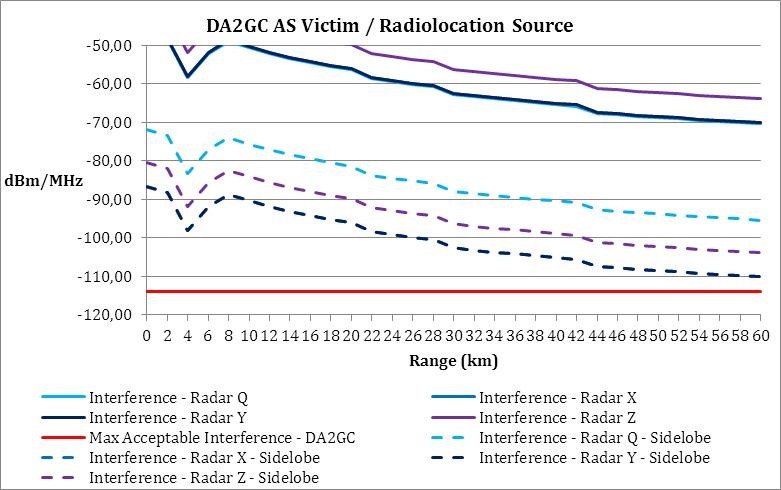 DA2GC AS Victim / Radiolocation Source
-50,00
-60,00
-70,00
-80,00
dBm/MHz
-90,00
-100,00
-110,00
-120,00
0 2 4 6 8 10 12 14 16 18 20 22 24 26 28 30 32 34 36 38 40 42 44 46 48 50 52 54 56 58 60
Range (km)
Interference - Radar Q
Interference - Radar X
Interference - Radar Y
Interference - Radar Z
Max Acceptable Interference - DA2GC
Interference - Radar Q - Sidelobe
Interference - Radar X - Sidelobe
Interference - Radar Y - Sidelobe
Interference - Radar Z - Sidelobe